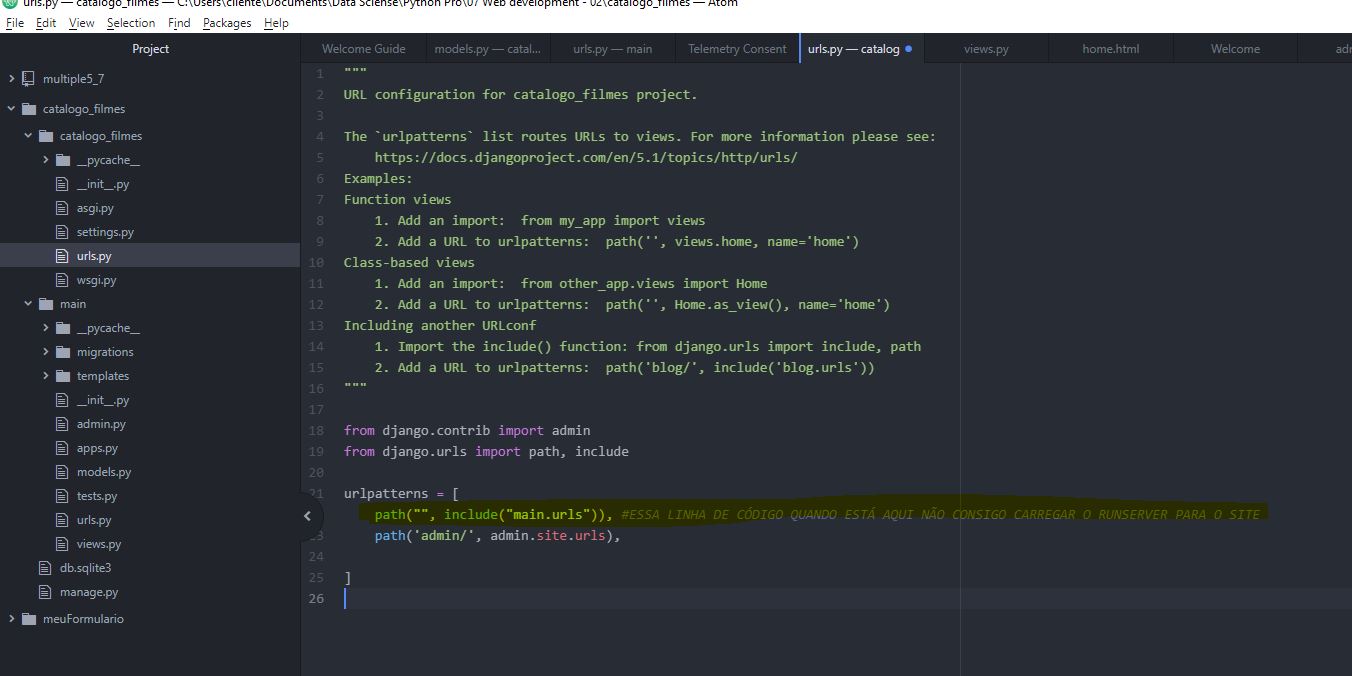 urls.py — catalogo_filmes — C:\Users\cliente\Documents\Data Sciense\Python Pro\07 Web development - 02\catalogo_filmes — Atom
File Edit View Selection Find Packages Help
Project
multiple5_7
catalogo_filmes
catalogo_filmes
__pycache__
__init__.py
asgi.py
settings.py
urls.py
wsgi.py
main
__pycache__
migrations
templates
__init__.py
admin.py
apps.py
models.py
tests.py
urls.py
views.py
db.sqlite3
manage.py
meuFormulario
Welcome Guide models.py — catal... urls.py — main Telemetry Consent urls.py — catalog views.py home.html Welcome adr
1 """
2 URL configuration for catalogo_filmes project.
3
4 The `urlpatterns` list routes URLs to views. For more information please see:
5 https://docs.djangoproject.com/en/5.1/topics/http/urls/
6 Examples:
7 Function views
8 1. Add an import:  from my_app import views
9 2. Add a URL to urlpatterns:  path('', views.home, name='home')
10 Class-based views
11 1. Add an import:  from other_app.views import Home
12 2. Add a URL to urlpatterns:  path('', Home.as_view(), name='home')
13 Including another URLconf
14 1. Import the include() function: from django.urls import include, path
15 2. Add a URL to urlpatterns:  path('blog/', include('blog.urls'))
16 """
17
18 from django.contrib import admin
19 from django.urls import path, include
20
21 urlpatterns = [
path("", include("main.urls")), #ESSA LINHA DE CÓDIGO QUANDO ESTÁ AQUI NÃO CONSIGO CARREGAR O RUNSERVER PARA O SITE
23 path('admin/', admin.site.urls),
24
25 ]
26